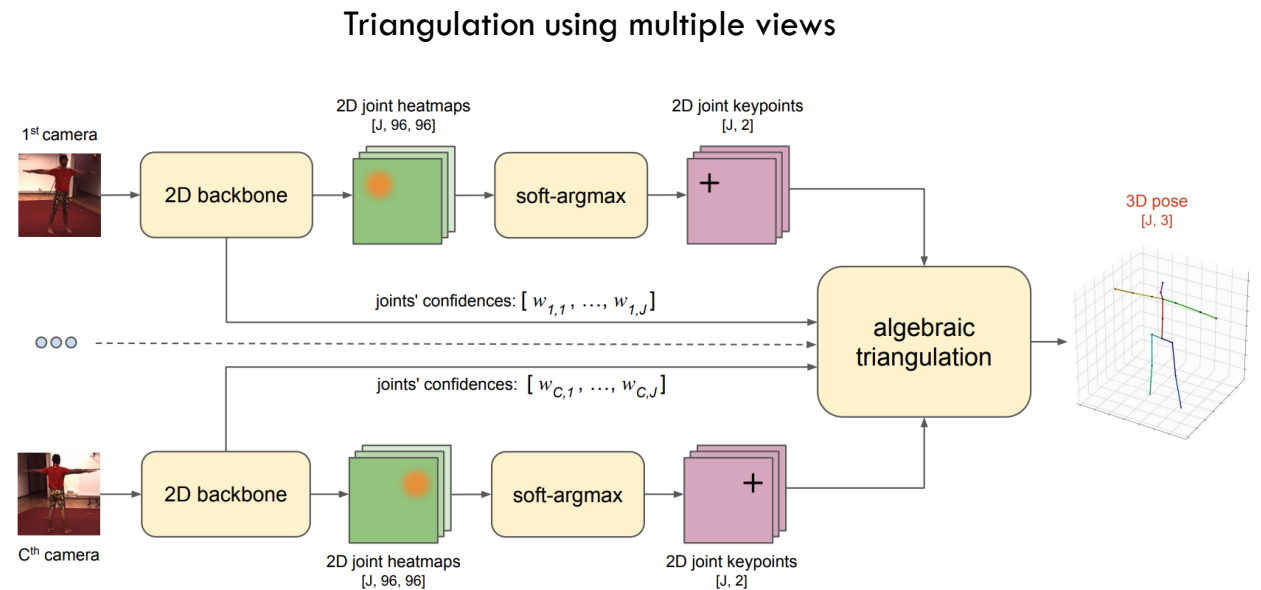 Triangulation using multiple views
1st camera
2D backbone
2D joint heatmaps
[J, 96, 96]
soft-argmax
2D joint keypoints
[J, 2]
joints' confidences: [ w1,1 , …, w1,J ]
algebraic
triangulation
3D pose
[J, 3]
joints' confidences: [ wC,1 , …, wC,J ]
Cth camera
2D backbone
2D joint heatmaps
[J, 96, 96]
soft-argmax
2D joint keypoints
[J, 2]